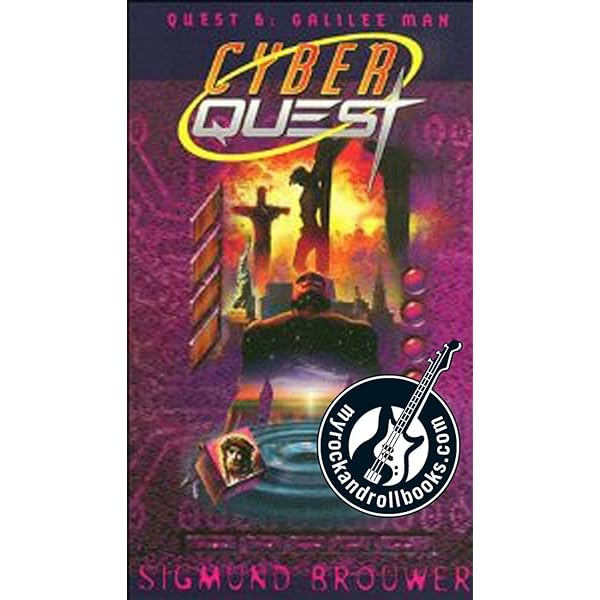 QUEST 6: GALILEE MAN
CYBER
QUEST
myrockandrollbooks.com
SIGMUND BROUWER